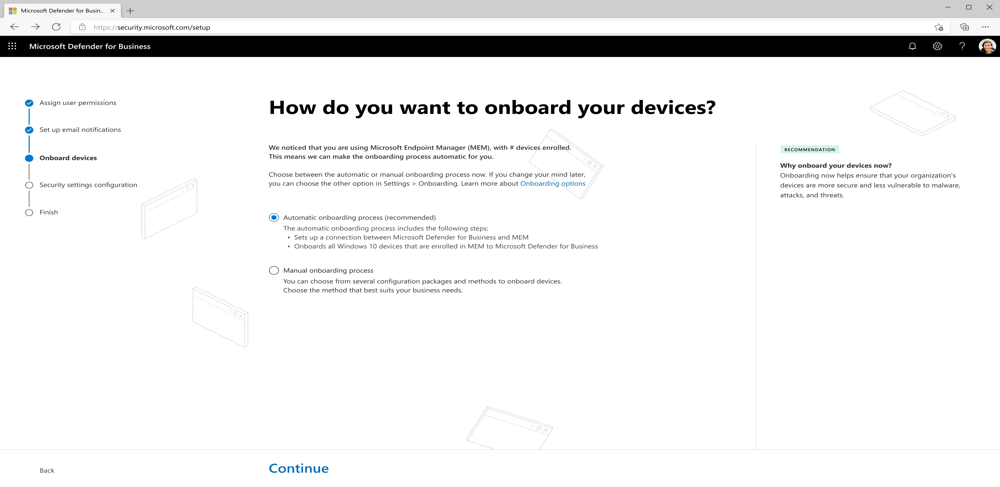 Microsoft Defender for Busin..
https://security.microsoft.com/setup
Microsoft Defender for Business
Assign user permissions
Set up email notifications
Onboard devices
Security settings configuration
Finish
How do you want to onboard your devices?
We noticed that you are using Microsoft Endpoint Manager (MEM), with # devices enrolled.
This means we can make the onboarding process automatic for you.
Choose between the automatic or manual onboarding process now. If you change your mind later,
you can choose the other option in Settings > Onboarding. Learn more about Onboarding options
Automatic onboarding process (recommended)
The automatic onboarding process includes the following steps:
• Sets up a connection between Microsoft Defender for Business and MEM
• Onboards all Windows 10 devices that are enrolled in MEM to Microsoft Defender for Business
Manual onboarding process
You can choose from several configuration packages and methods to onboard devices.
Choose the method that best suits your business needs.
RECOMMENDATION
Why onboard your devices now?
Onboarding now helps ensure that your organization's
devices are more secure and less vulnerable to malware,
attacks, and threats.
Back
Continue